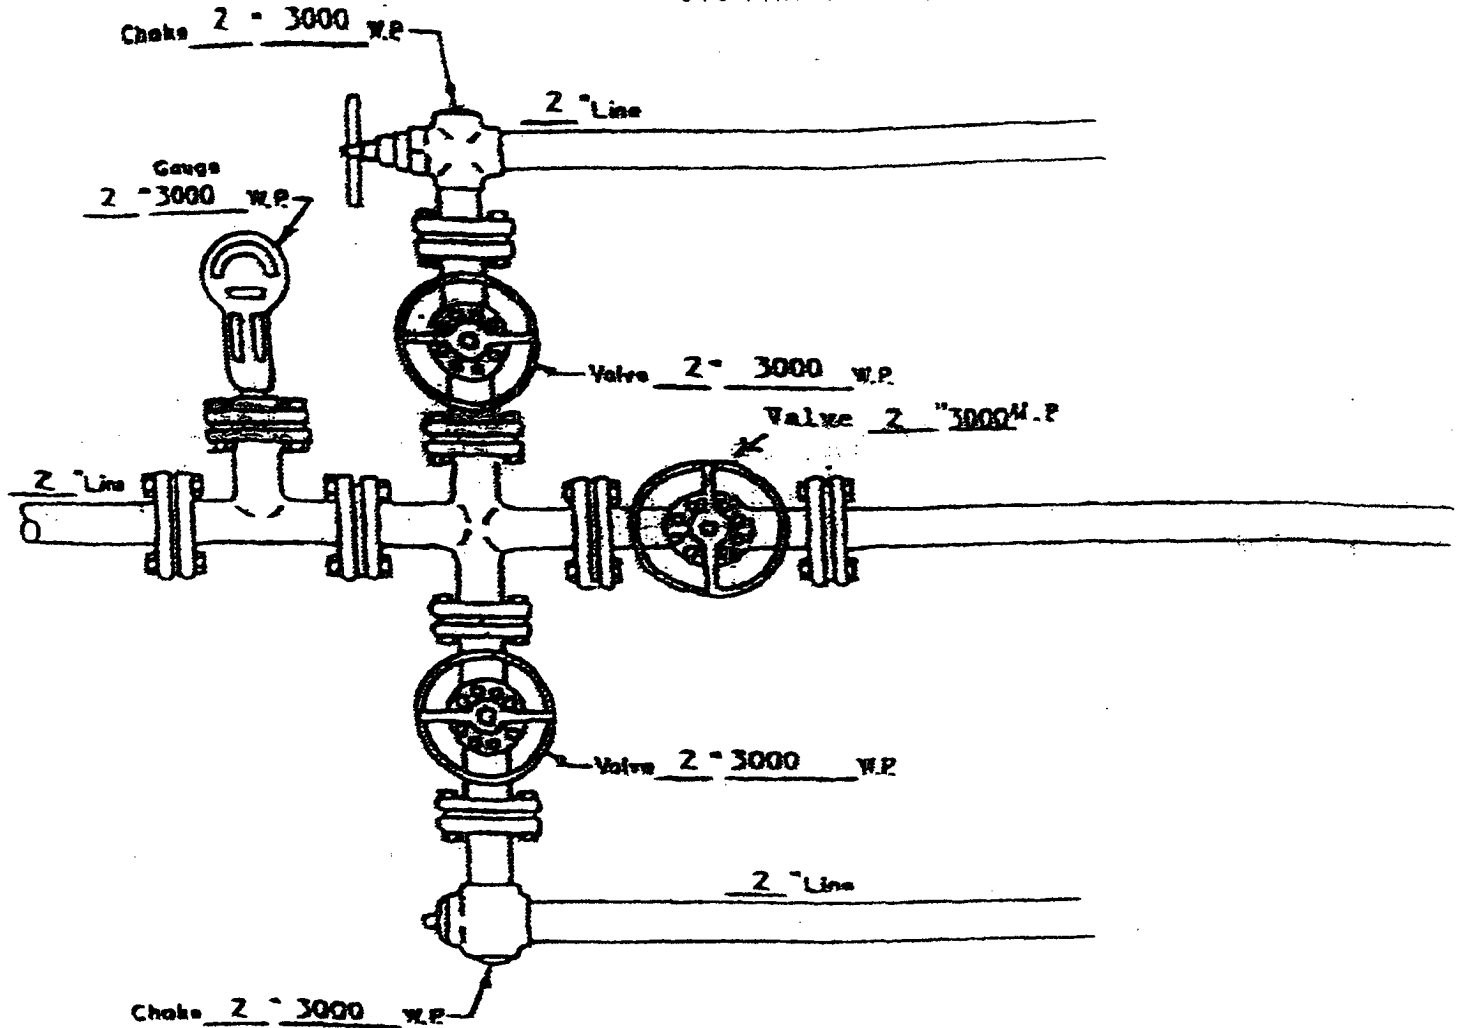 Choke 2 " 3000 W.P.
2 " Line
Gauge
2 " 3000 W.P.
Valve 2 " 3000 W.P.
Valve 2 "3000W.P
2 " Line
Valve 2 " 3000 W.P.
2 " Line
Choke 2 " 3000 W.P.